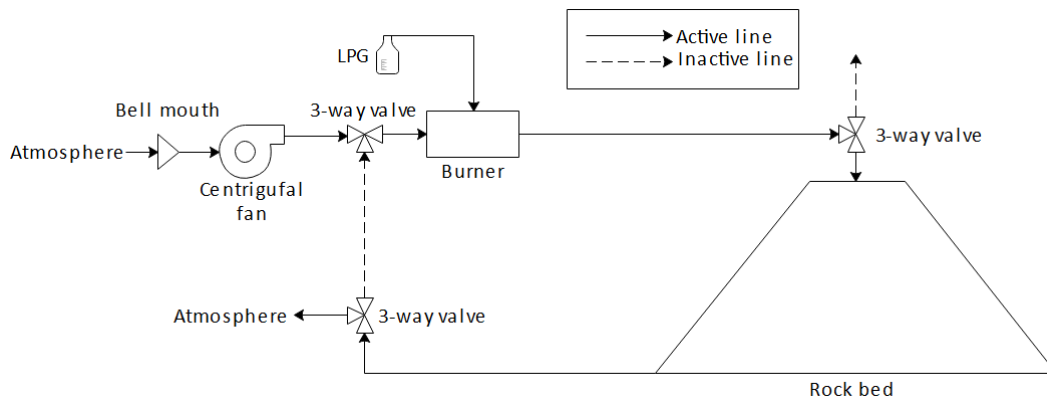 Active line
Inactive line
LPG
Bell mouth
3-way valve
Atmosphere
3-way valve
Centrigufal
fan
Burner
Atmosphere
3-way valve
Rock bed